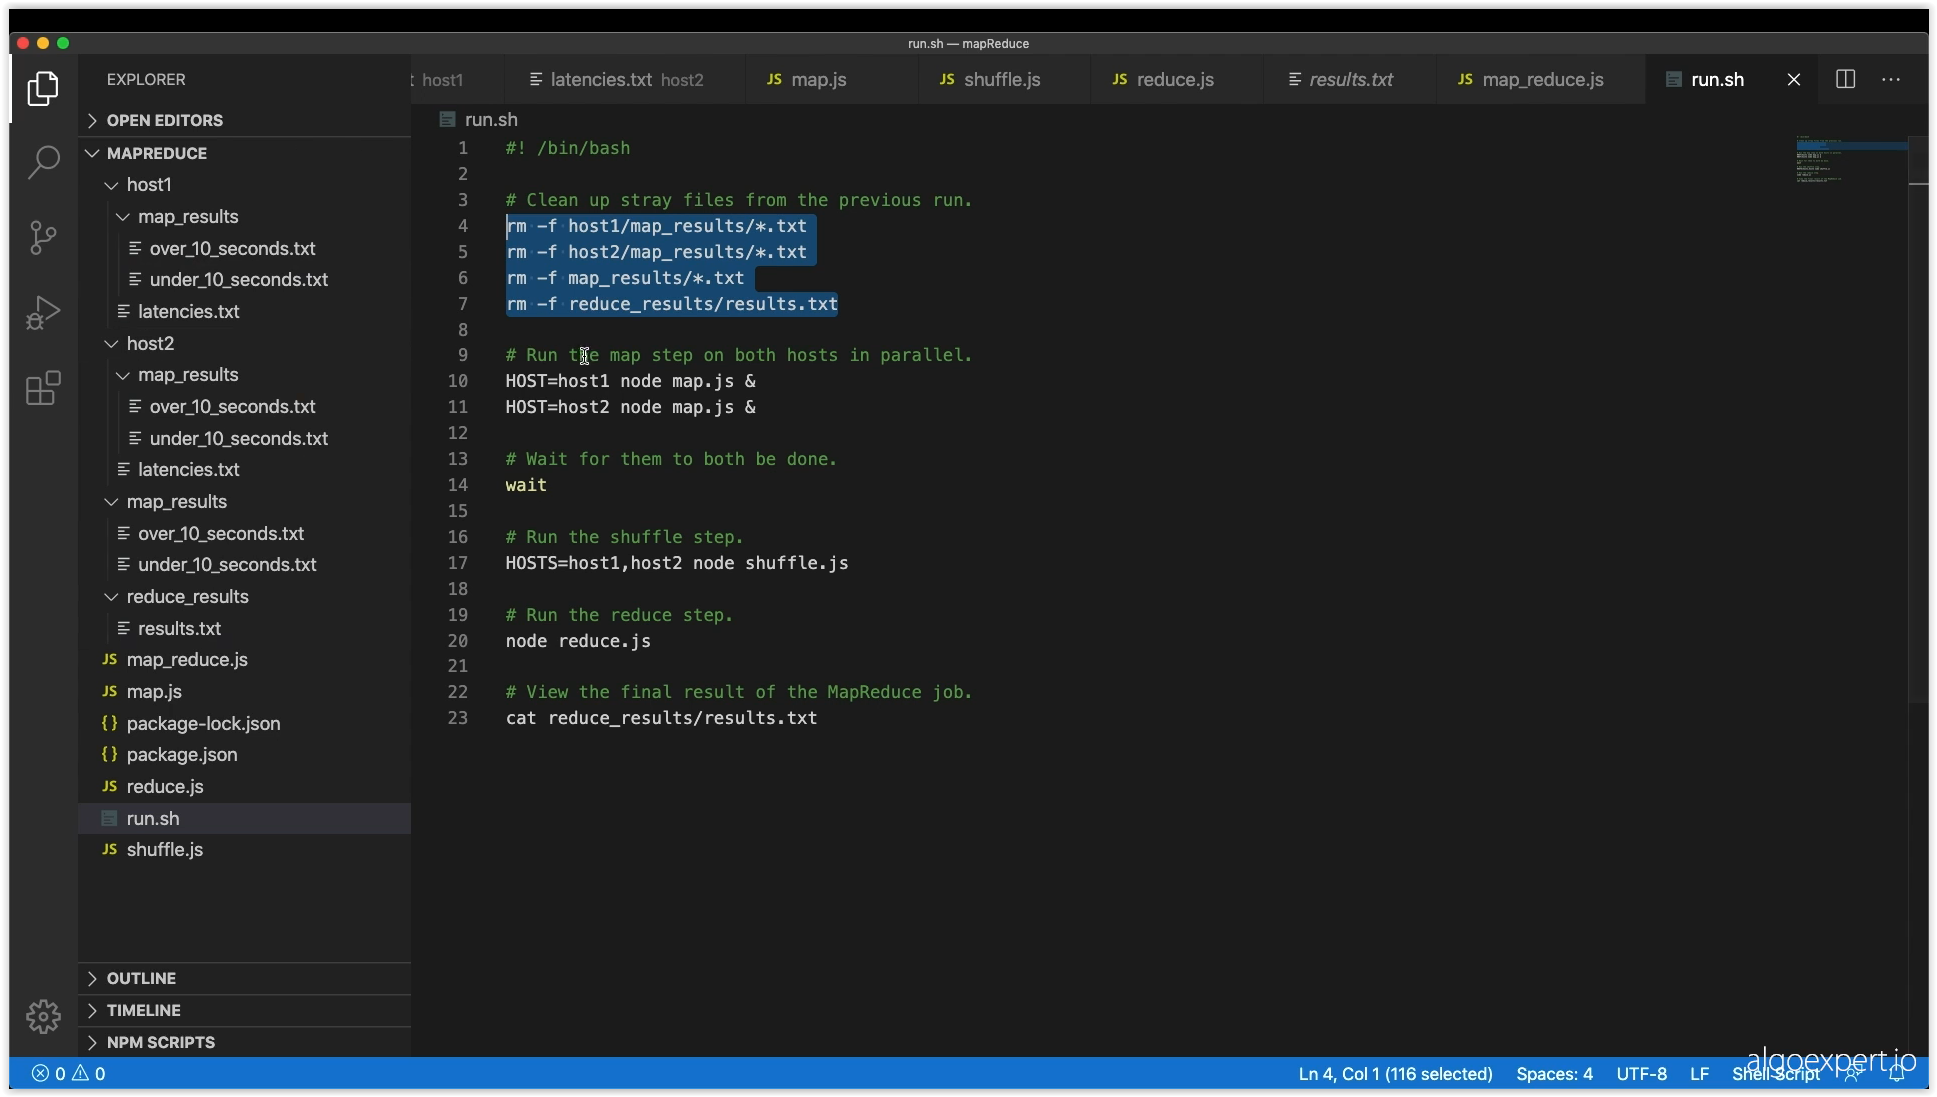 run.sh — mapReduce
EXPLORER
host1
latencies.txt host2
JS map.js
JS shuffle.js
JS reduce.js
results.txt
JS map_reduce.js
run.sh
OPEN EDITORS
MAPREDUCE
host1
map_results
over_10_seconds.txt
under_10_seconds.txt
latencies.txt
host2
map_results
over_10_seconds.txt
under_10_seconds.txt
latencies.txt
map_results
over_10_seconds.txt
under_10_seconds.txt
reduce_results
results.txt
JS map_reduce.js
JS map.js
{} package-lock.json
{} package.json
JS reduce.js
run.sh
JS shuffle.js
OUTLINE
TIMELINE
NPM SCRIPTS
run.sh
1 #! /bin/bash
2
3 # Clean up stray files from the previous run.
4 rm -f host1/map_results/*.txt
5 rm -f host2/map_results/*.txt
6 rm -f map_results/*.txt
7 rm -f reduce_results/results.txt
8
9 # Run the map step on both hosts in parallel.
10 HOST=host1 node map.js &
11 HOST=host2 node map.js &
12
13 # Wait for them to both be done.
14 wait
15
16 # Run the shuffle step.
17 HOSTS=host1,host2 node shuffle.js
18
19 # Run the reduce step.
20 node reduce.js
21
22 # View the final result of the MapReduce job.
23 cat reduce_results/results.txt
0 0
Ln 4, Col 1 (116 selected) Spaces: 4 UTF-8 LF Shell Script
algoexpert.io